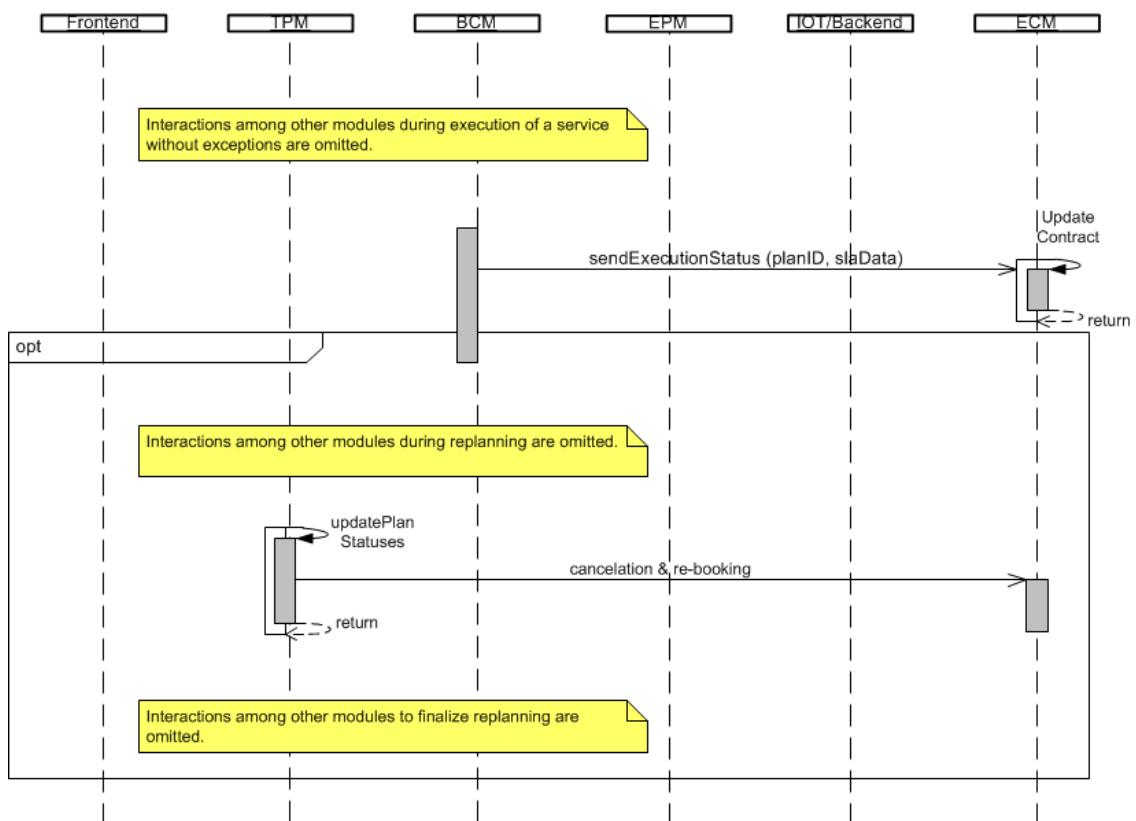 Frontend
TPM
BCM
EPM
IOT/Backend
ECM
Interactions among other modules during execution of a service
without exceptions are omitted.
Update
Contract
sendExecutionStatus (planID, slaData)
return
opt
Interactions among other modules during replanning are omitted.
updatePlan
Statuses
cancelation & re-booking
return
Interactions among other modules to finalize replanning are
omitted.